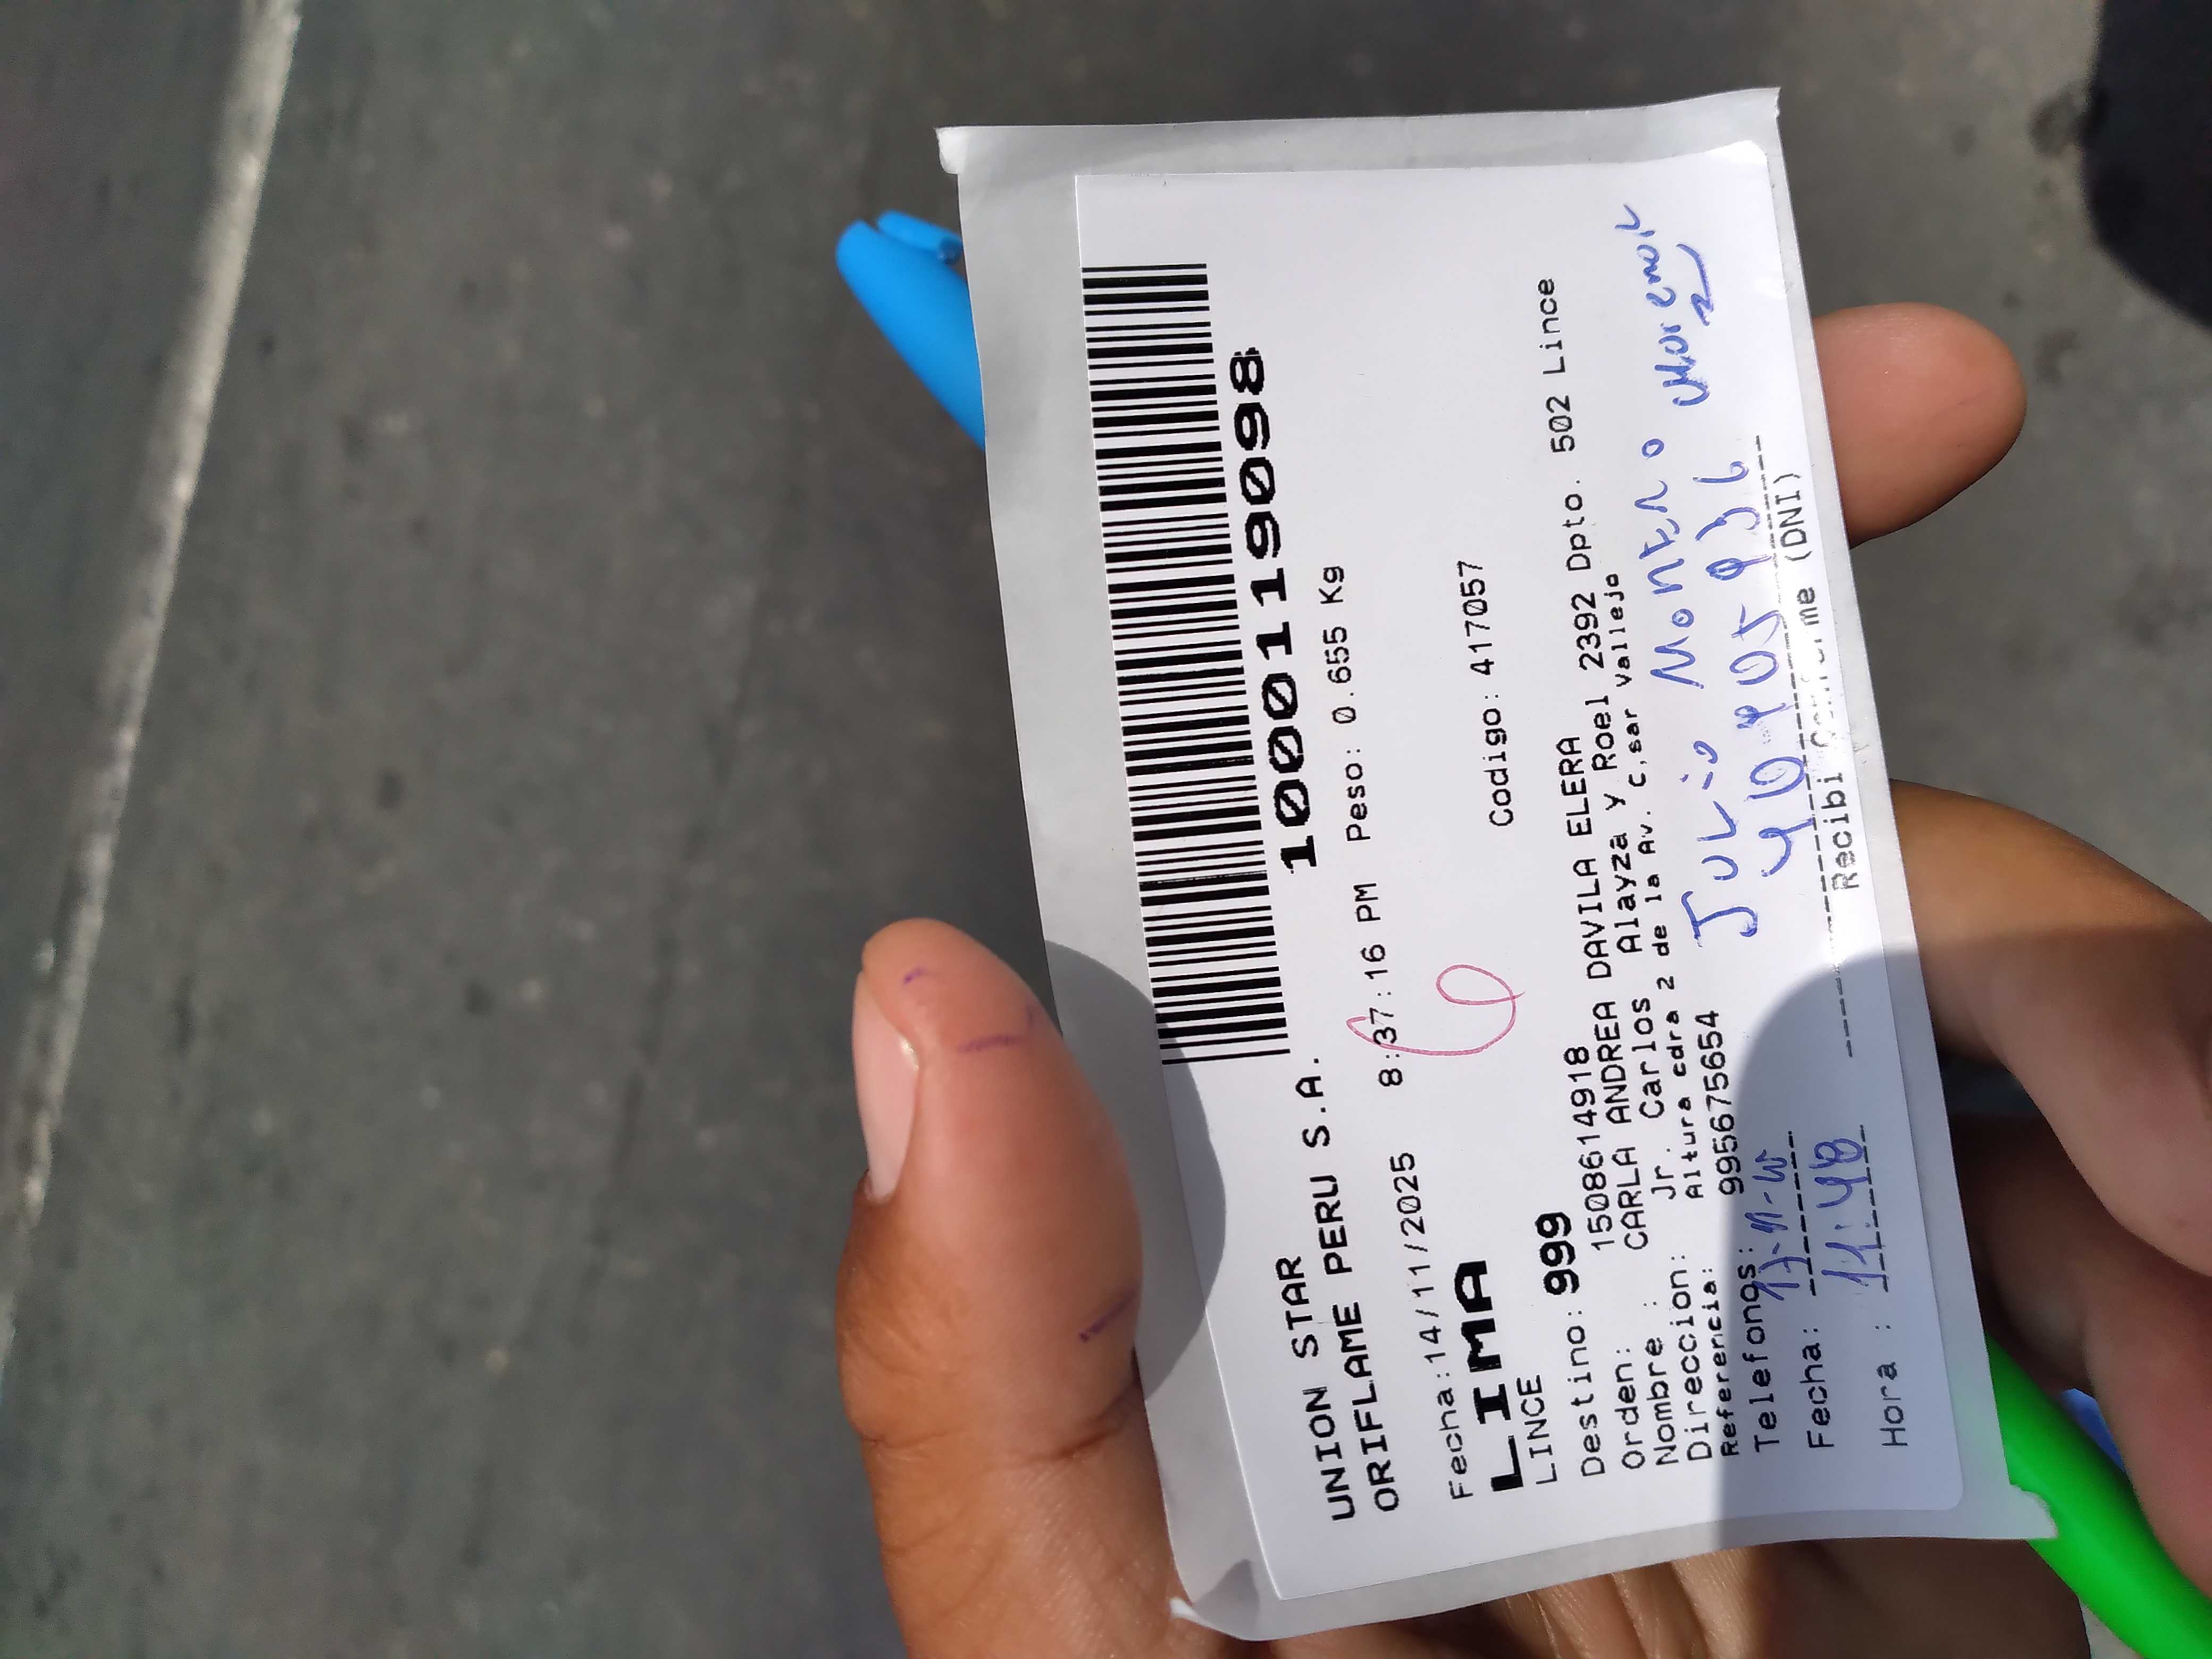 UNION STAR
ORIFLAME PERU S.A.
1000119098
Fecha:14/11/2025 8:37:16 PM Peso: 0.655 Kg
LIMA
LINCE
6
Codigo: 417057
Destino: 999
Orden: 1508614918
Nombre : CARLA ANDREA DAVILA ELERA
Direccion: Jr. Carlos Alayza y Roel 2392 Dpto. 502 Lince
Referencia: Altura cdra 2 de la Av. C,sar Vallejo
Telefonos: 995675654
JULio MONTERO
Fecha: 17-11-
Hora : 11:48
Recibi Conforme (DNI)